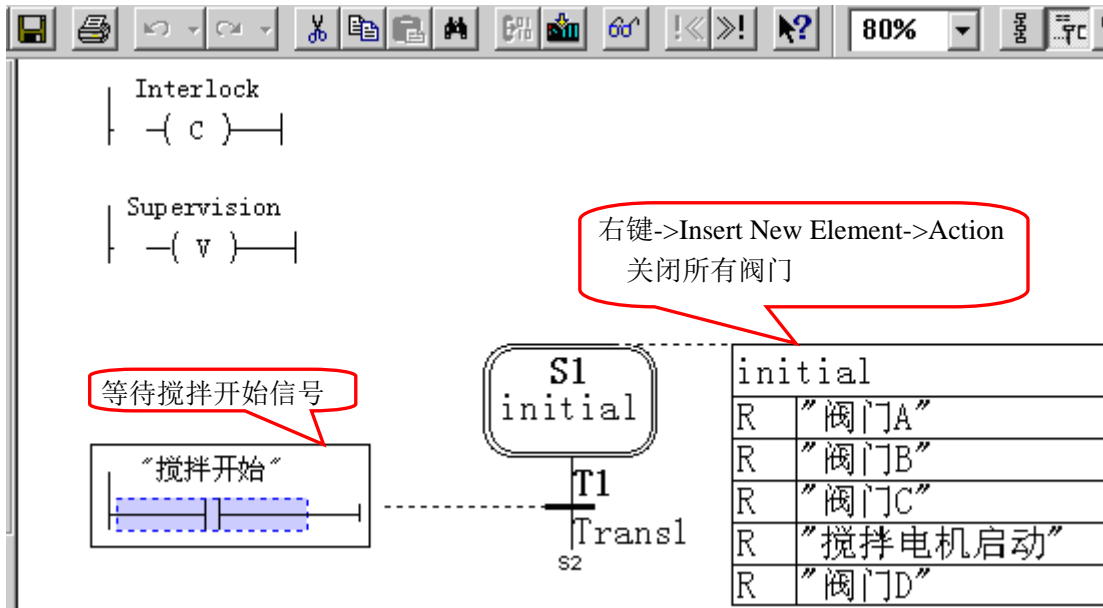 80%
Interlock
( C )
Supervision
( V )
右键->Insert New Element->Action
关闭所有阀门
等待搅拌开始信号
"搅拌开始"
S1
initial
T1
Trans1
S2
initial
R "阀门A"
R "阀门B"
R "阀门C"
R "搅拌电机启动"
R "阀门D"